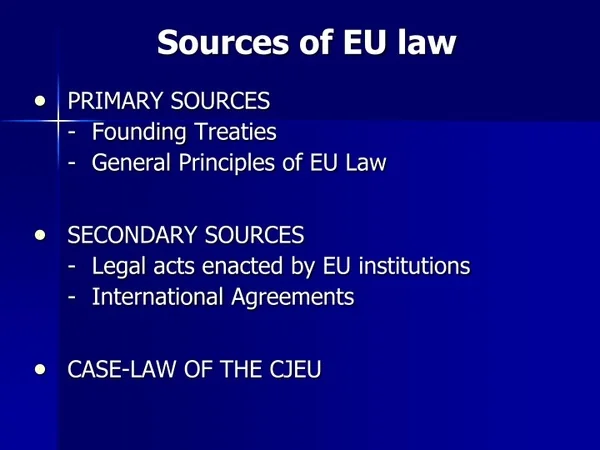 Sources of EU law
• PRIMARY SOURCES
- Founding Treaties
- General Principles of EU Law
• SECONDARY SOURCES
- Legal acts enacted by EU institutions
- International Agreements
• CASE-LAW OF THE CJEU